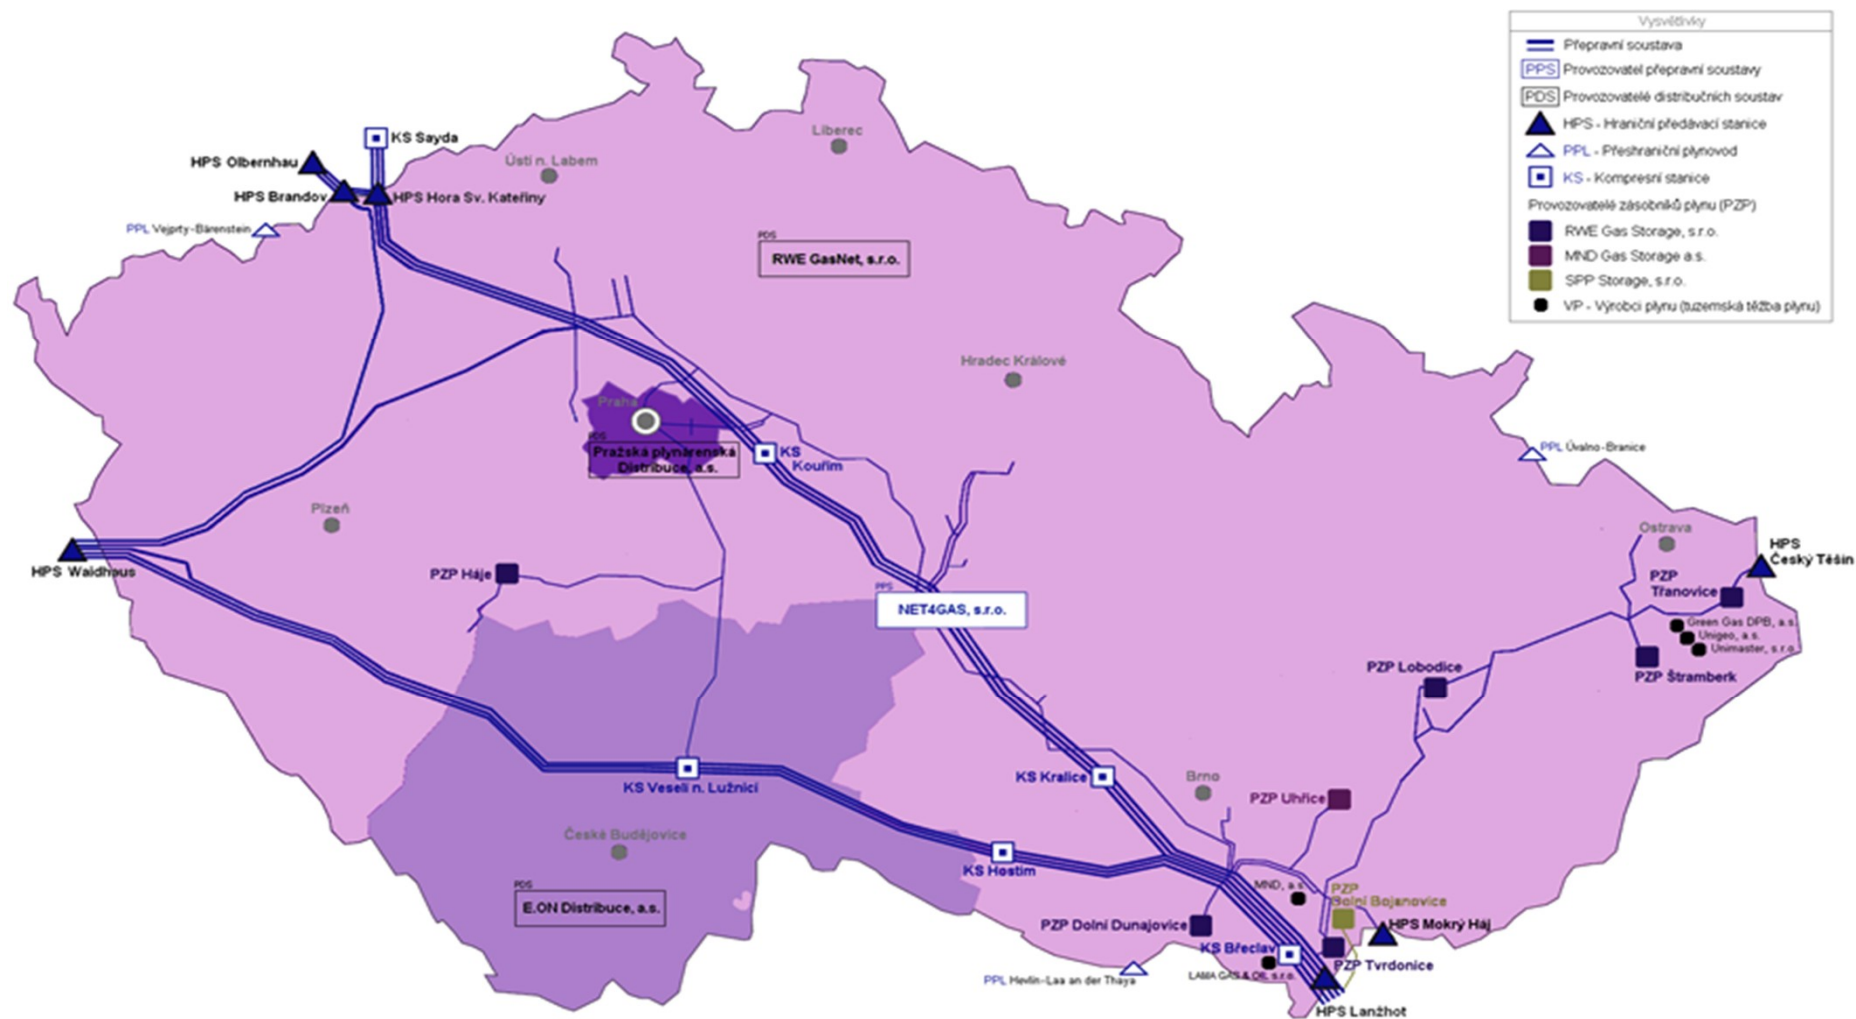 Vysvětlivky
Přepravní soustava
PPS Provozovatel přepravní soustavy
PDS Provozovatelé distribučních soustav
HPS - Hraniční předávací stanice
PPL - Přeshraniční plynovod
KS - Kompresní stanice
Provozovatelé zásobníků plynu (PZP)
RWE Gas Storage, s.r.o.
MND Gas Storage a.s.
SPP Storage, s.r.o.
VP - Výrobci plynu (tuzemská těžba plynu)
KS Sayda
HPS Olbernhau
HPS Brandov
HPS Hora Sv. Kateřiny
PPL Vejprty-Bärenstein
Ústí n. Labem
Liberec
PDS
RWE GasNet, s.r.o.
Hradec Králové
Praha
PDS
Pražská plynárenská
Distribuce, a.s.
KS
Kouřim
PPL Úvalno-Branice
Plzeň
HPS Waidhaus
PZP Háje
PPS
NET4GAS, s.r.o.
Ostrava
HPS
Český Těšín
PZP
Třanovice
Green Gas DPB, a.s.
Unigeo, a.s.
Unimaster, s.r.o.
PZP Štramberk
PZP Lobodice
KS Veselí n. Lužnicí
KS Kralice
Brno
PZP Uhřice
České Budějovice
KS Hostim
PDS
E.ON Distribuce, a.s.
MND, a.s.
PZP
Dolní Bojanovice
PZP Dolní Dunajovice
HPS Mokrý Háj
KS Břeclav
PZP Tvrdonice
LAMA GAS & OIL s.r.o.
PPL Hevlín-Laa an der Thaya
HPS Lanžhot